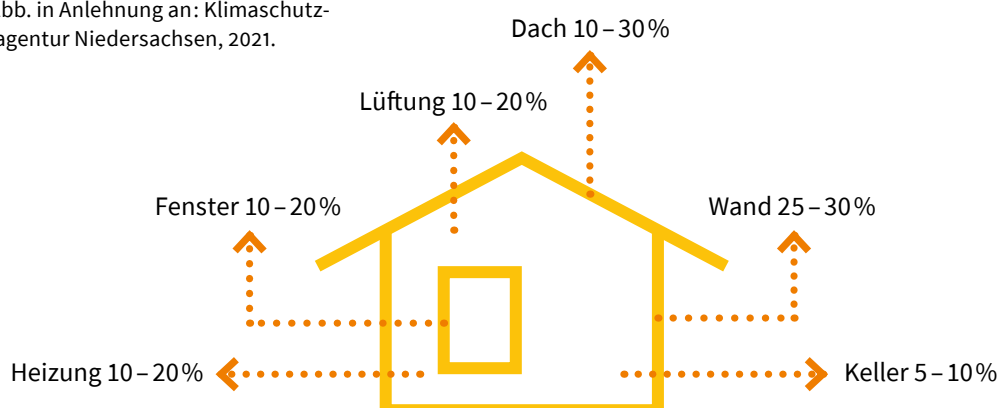 Abb. in Anlehnung an: Klimaschutz-
agentur Niedersachsen, 2021.
Dach 10 – 30 %
Lüftung 10 – 20 %
Fenster 10 – 20 %
Wand 25 – 30 %
Heizung 10 – 20 %
Keller 5 – 10 %